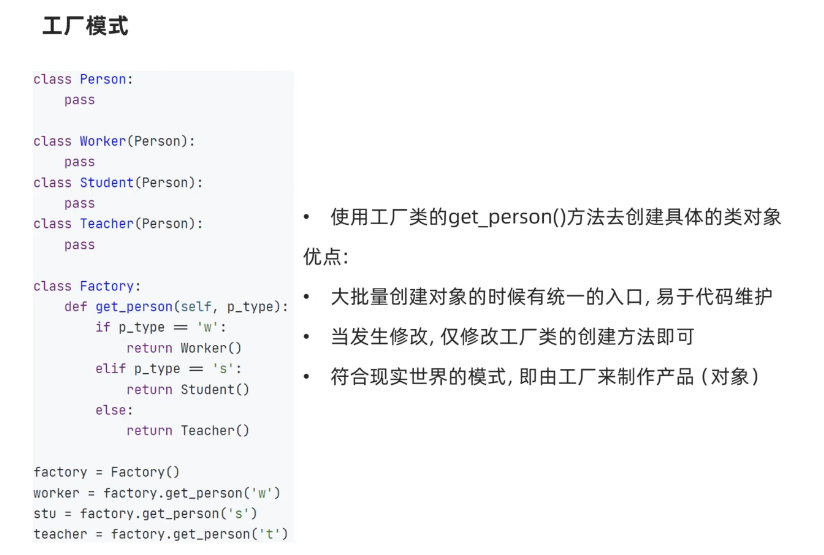 工厂模式
class Person:
    pass

class Worker(Person):
    pass
class Student(Person):
    pass
class Teacher(Person):
    pass

class Factory:
    def get_person(self, p_type):
        if p_type == 'w':
            return Worker()
        elif p_type == 's':
            return Student()
        else:
            return Teacher()

factory = Factory()
worker = factory.get_person('w')
stu = factory.get_person('s')
teacher = factory.get_person('t')
• 使用工厂类的get_person()方法去创建具体的类对象
优点:
• 大批量创建对象的时候有统一的入口, 易于代码维护
• 当发生修改, 仅修改工厂类的创建方法即可
• 符合现实世界的模式, 即由工厂来制作产品（对象）